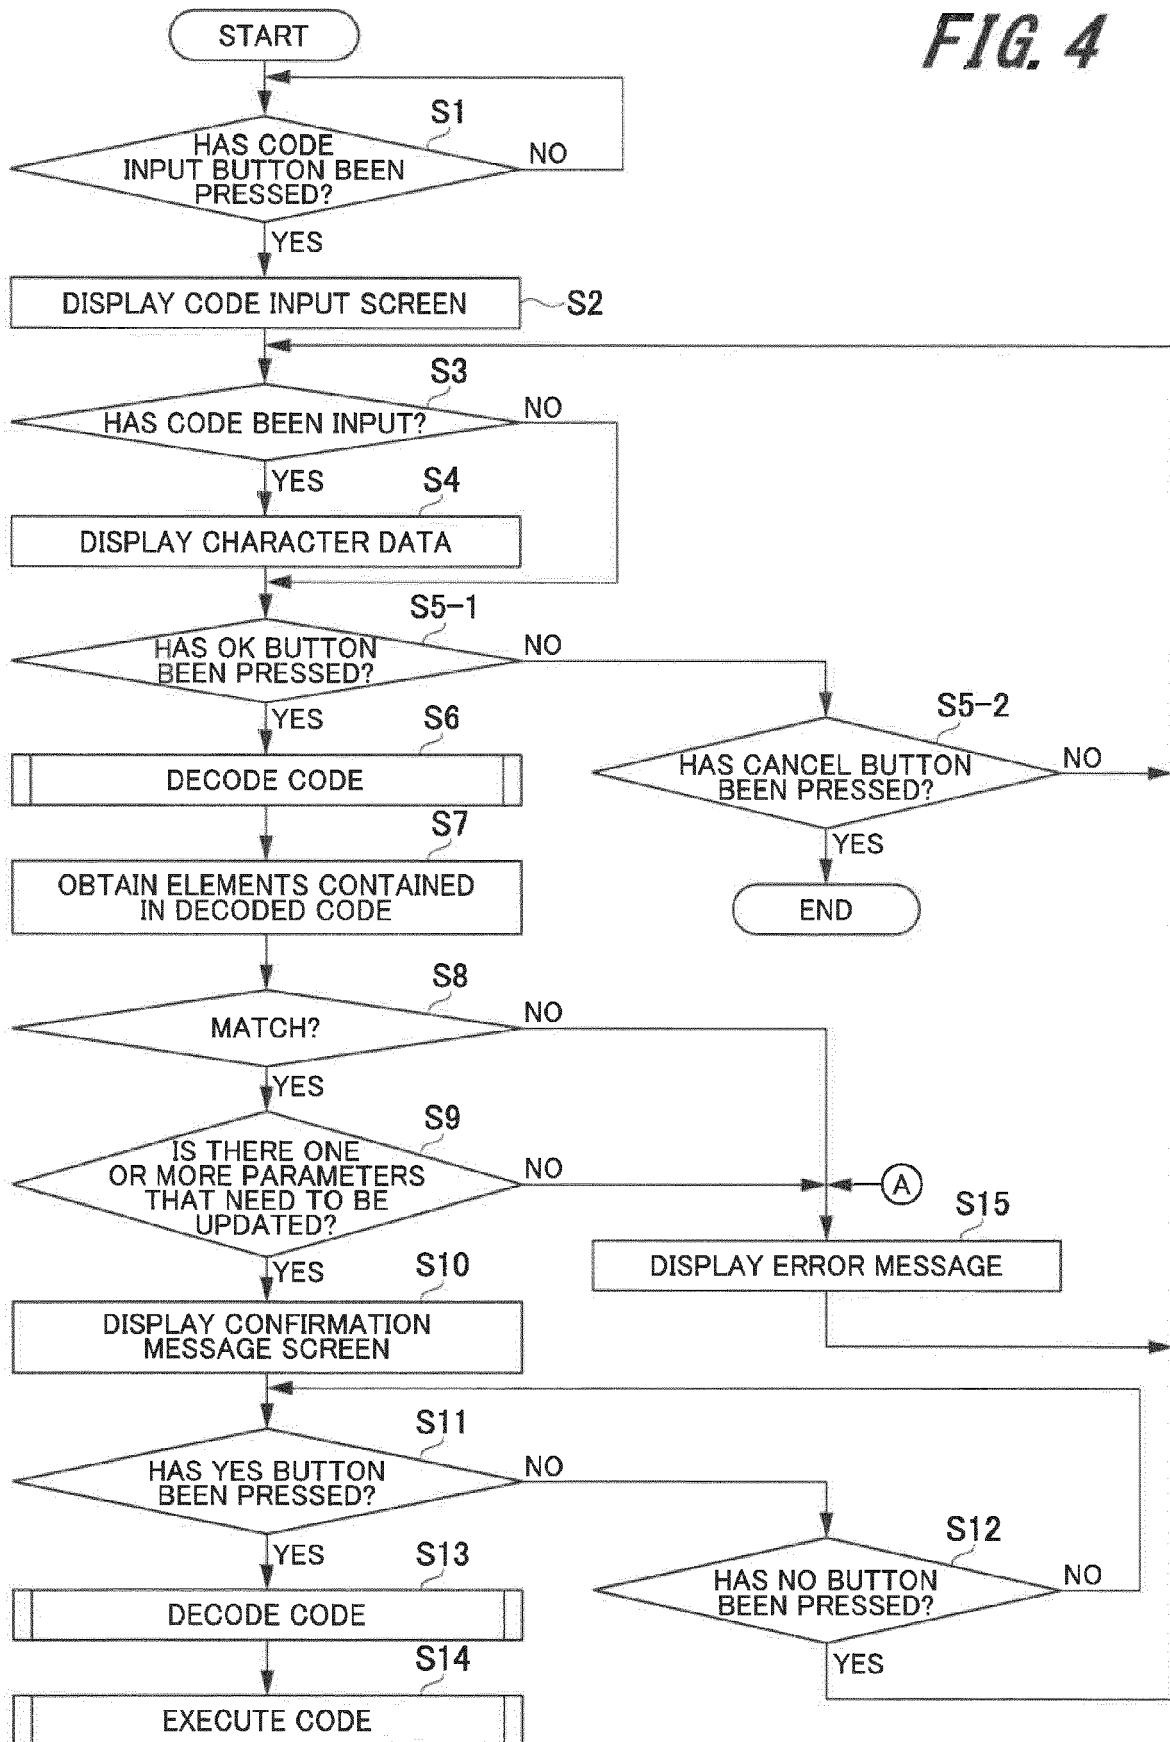 FIG. 4
START
S1
HAS CODE
INPUT BUTTON BEEN
PRESSED?
NO
YES
DISPLAY CODE INPUT SCREEN
S2
S3
HAS CODE BEEN INPUT?
NO
YES
S4
DISPLAY CHARACTER DATA
S5-1
HAS OK BUTTON
BEEN PRESSED?
NO
YES
S5-2
HAS CANCEL BUTTON
BEEN PRESSED?
NO
YES
END
S6
DECODE CODE
S7
OBTAIN ELEMENTS CONTAINED
IN DECODED CODE
S8
MATCH?
NO
YES
S9
IS THERE ONE
OR MORE PARAMETERS
THAT NEED TO BE
UPDATED?
NO
YES
A
S15
DISPLAY ERROR MESSAGE
S10
DISPLAY CONFIRMATION
MESSAGE SCREEN
S11
HAS YES BUTTON
BEEN PRESSED?
NO
YES
S12
HAS NO BUTTON
BEEN PRESSED?
NO
YES
S13
DECODE CODE
S14
EXECUTE CODE